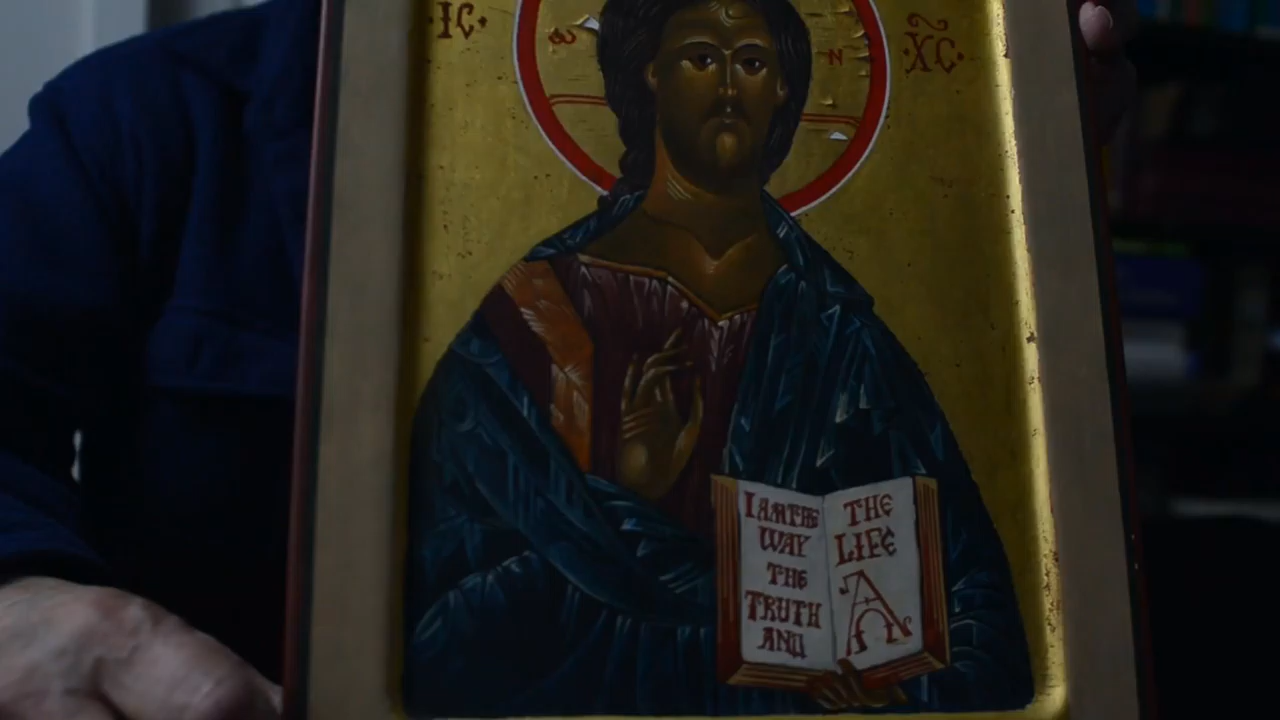 ·IC· ·XC·
ω N
I AM THE
WAY
THE
TRUTH
AND
THE
LIFE
A